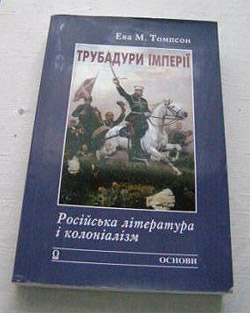 Ева М. Томпсон
ТРУБАДУРИ ІМПЕРІЇ
Російська література
і колоніалізм
ОСНОВИ